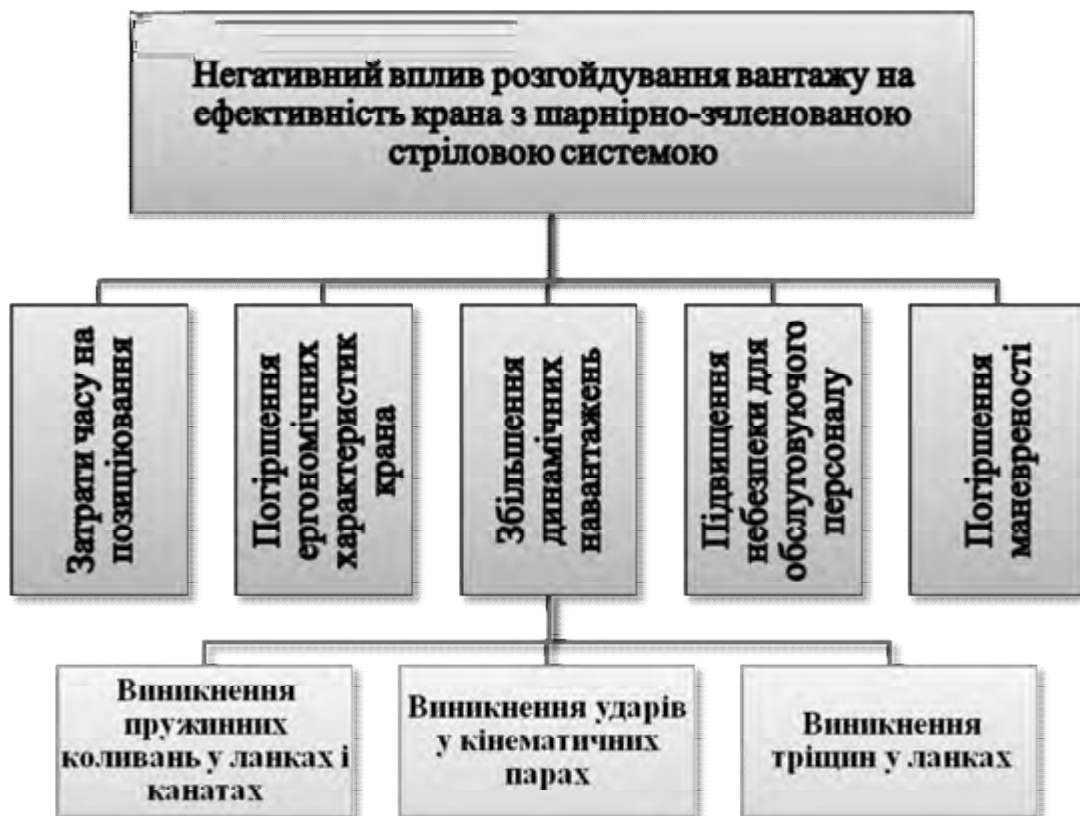 Негативний вплив розгойдування вантажу на
ефективність крана з шарнірно-зчленованою
стріловою системою
Затрати часу на
позиціювання
Погіршення
ергономічних
характеристик
крана
Збільшення
динамічних
навантажень
Підвищення
небезпеки для
обслуговуючого
персоналу
Погіршення
маневреності
Виникнення
пружинних
коливань у ланках і
канатах
Виникнення ударів
у кінематичних
парах
Виникнення
тріщин у ланках